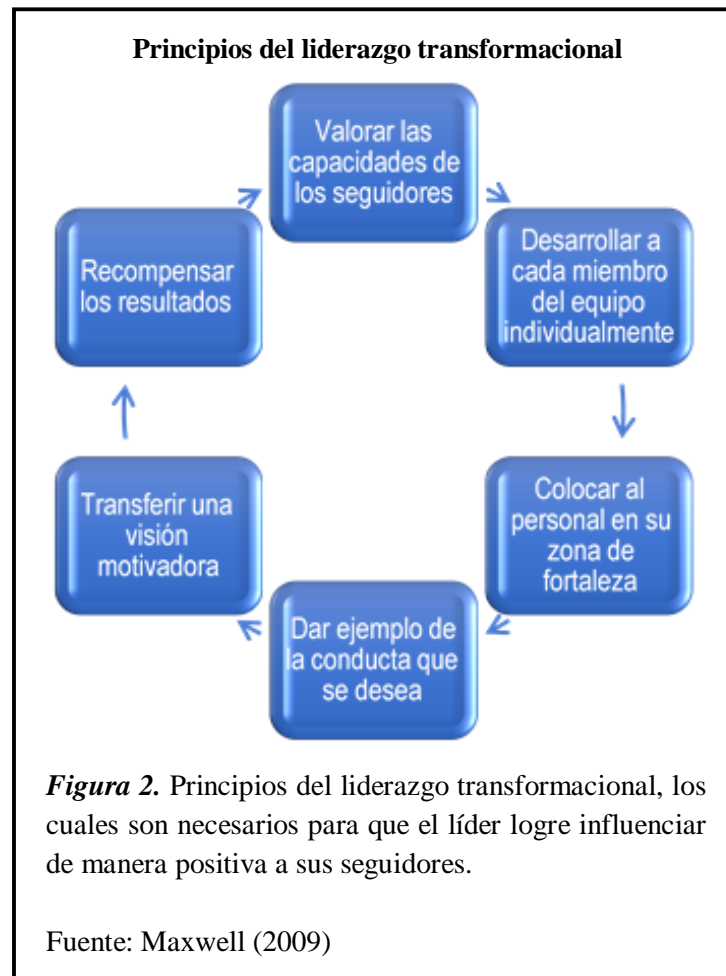 Principios del liderazgo transformacional
Valorar las
capacidades de
los seguidores
Desarrollar a
cada miembro
del equipo
individualmente
Colocar al
personal en su
zona de
fortaleza
Dar ejemplo de
la conducta que
se desea
Transferir una
visión
motivadora
Recompensar
los resultados
Figura 2. Principios del liderazgo transformacional, los
cuales son necesarios para que el líder logre influenciar
de manera positiva a sus seguidores.
Fuente: Maxwell (2009)